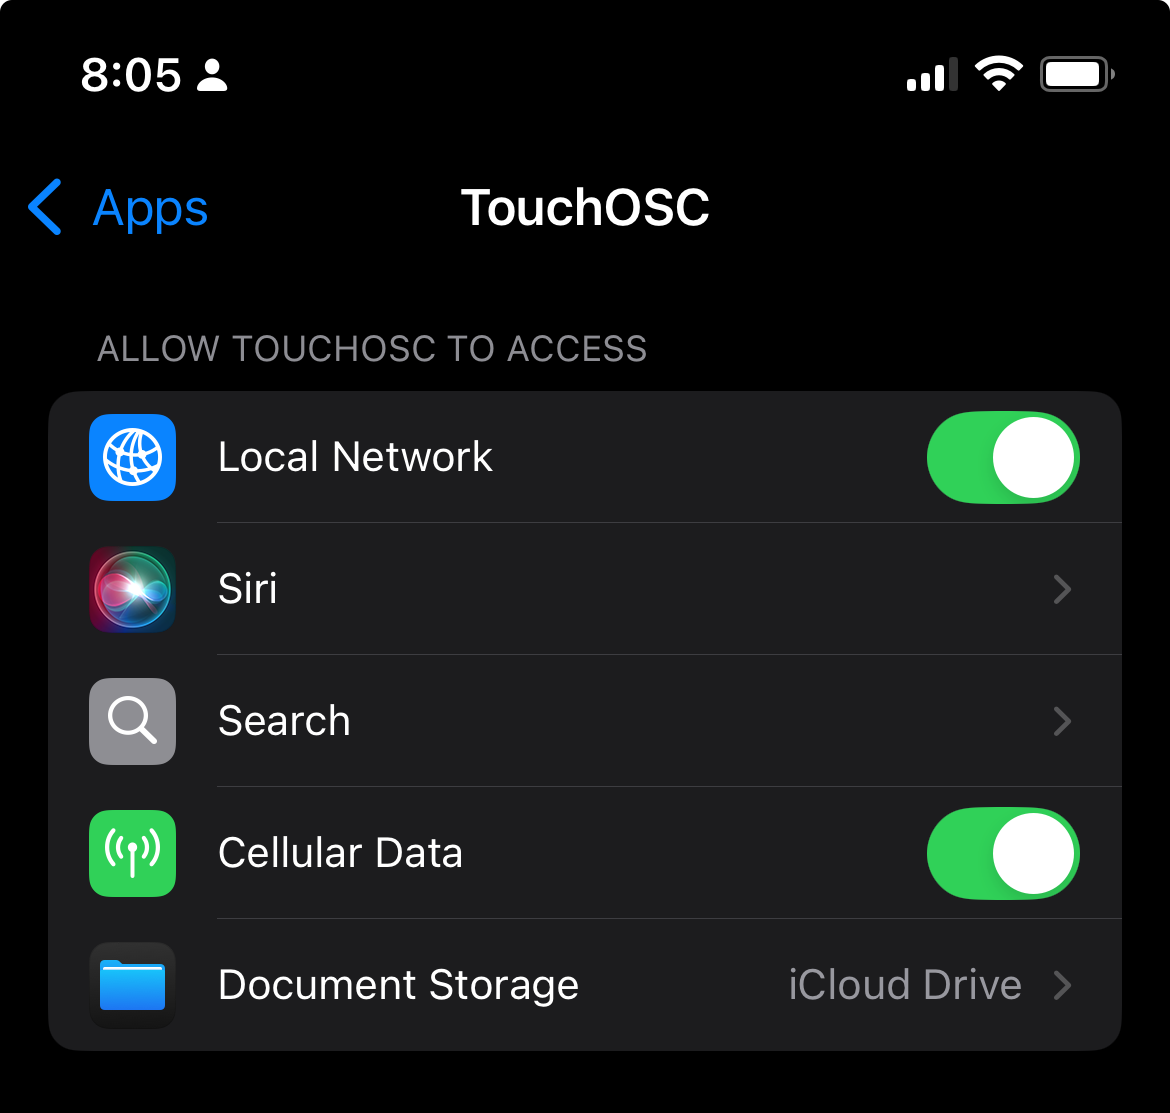 8:05
Apps
TouchOSC
ALLOW TOUCHOSC TO ACCESS
Local Network
Siri
Search
Cellular Data
Document Storage iCloud Drive